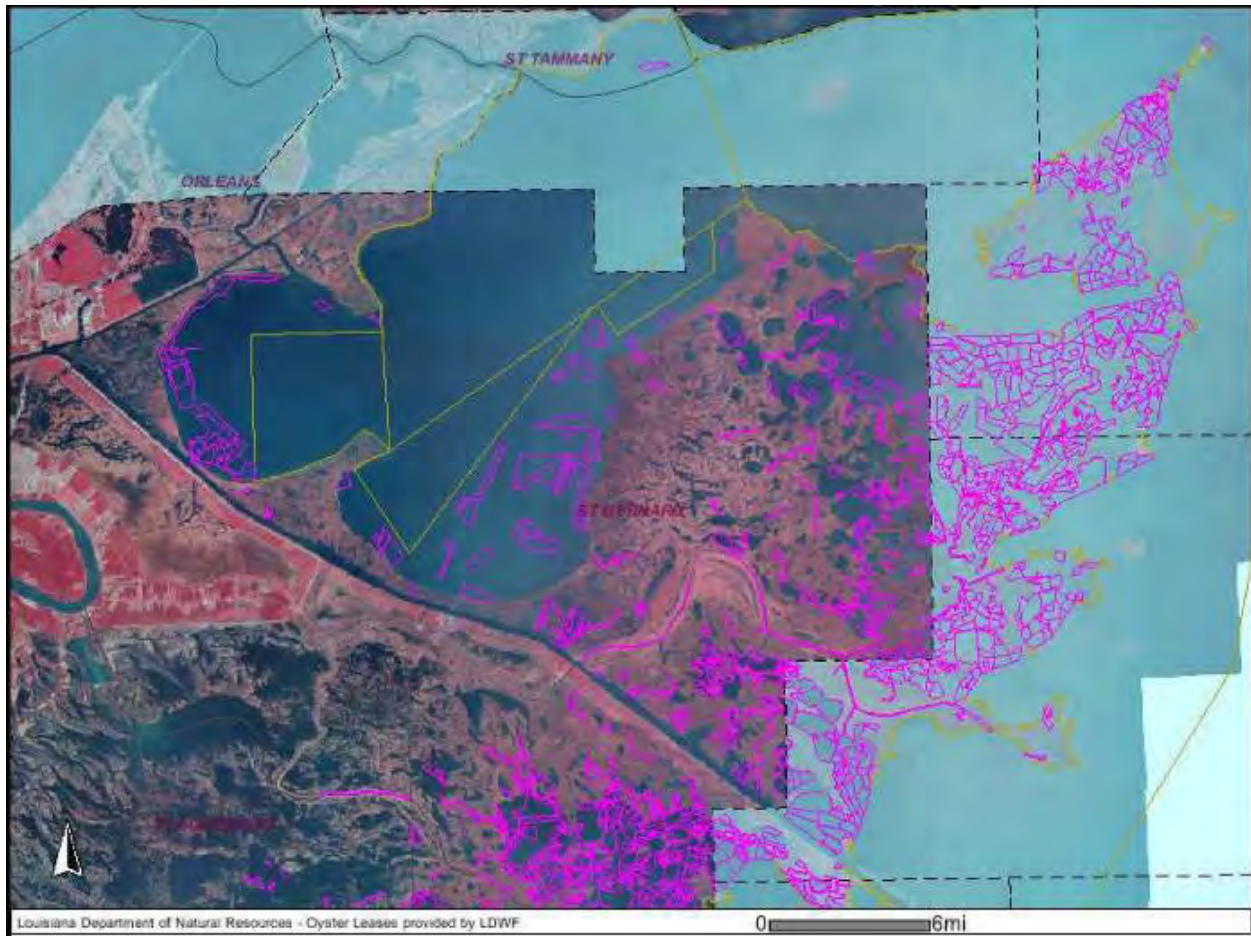 ST TAMMANY
ORLEANS
ST BERNARD
Louisiana Department of Natural Resources - Oyster Leases provided by LDWF
0 6mi